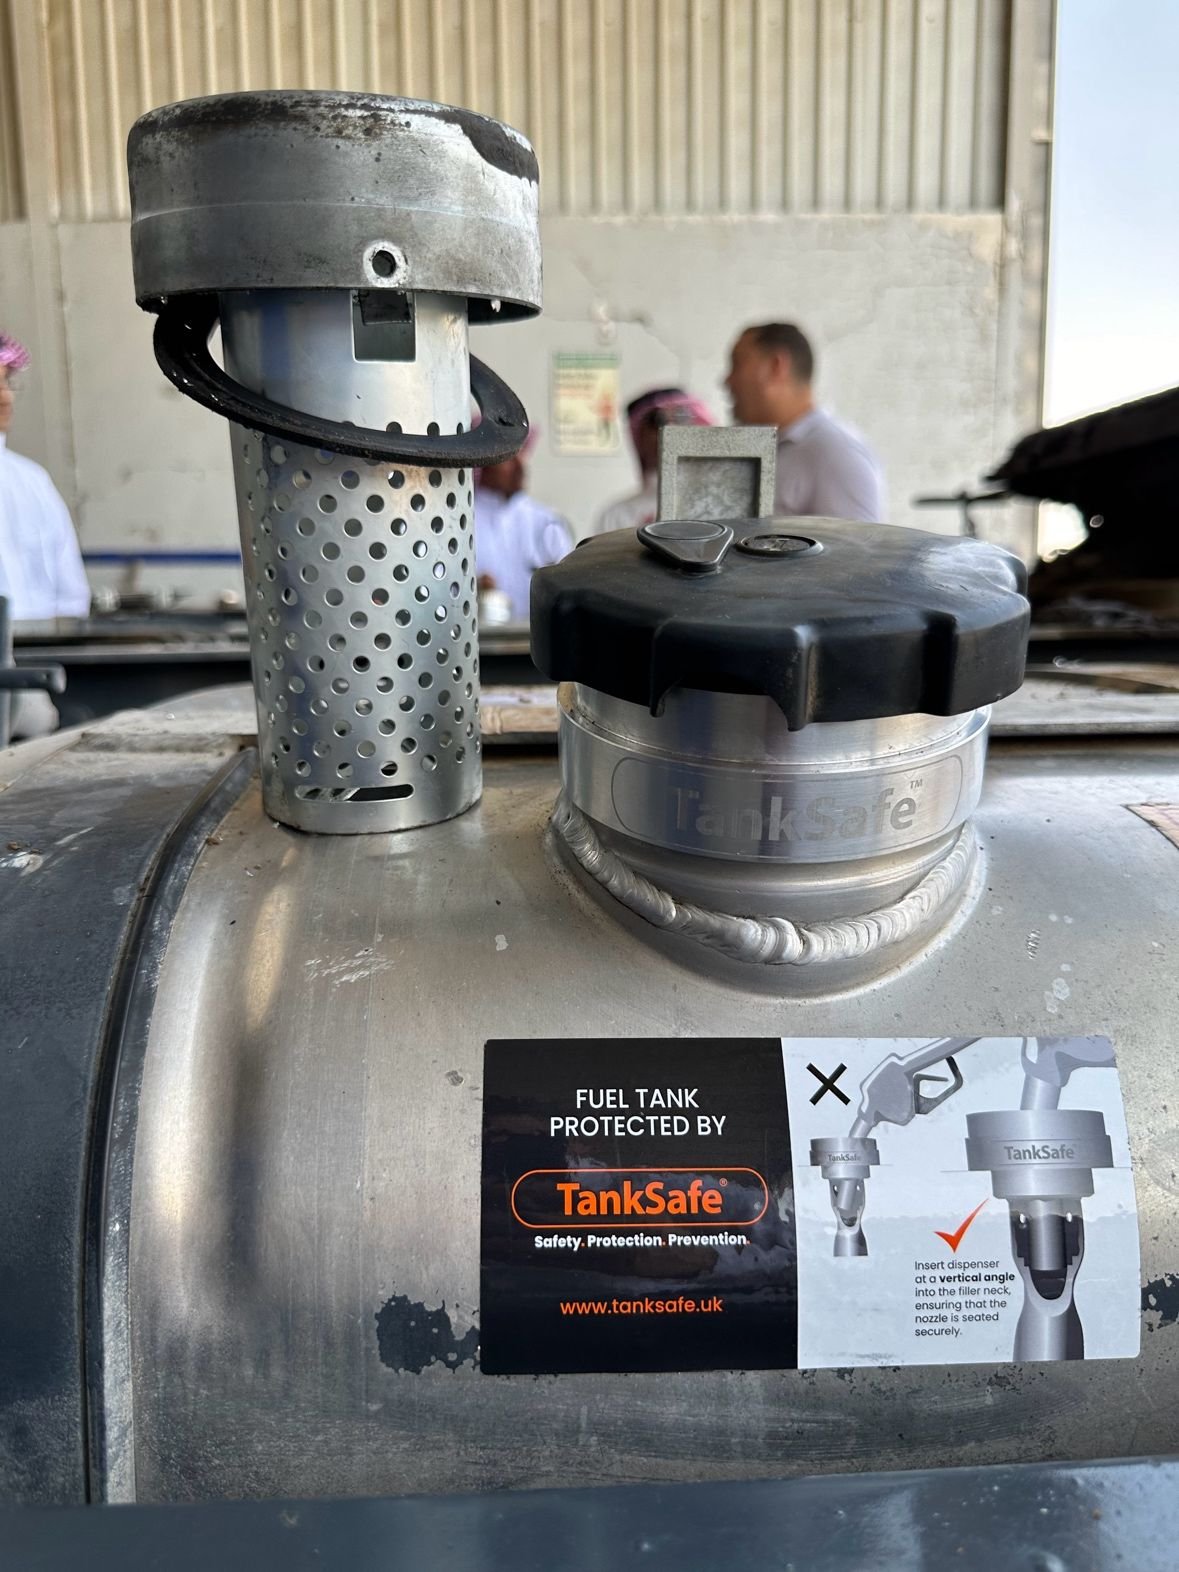 TankSafe™
FUEL TANK
PROTECTED BY
TankSafe®
Safety. Protection. Prevention.
www.tanksafe.uk
TankSafe
TankSafe
Insert dispenser
at a vertical angle
into the filler neck,
ensuring that the
nozzle is seated
securely.